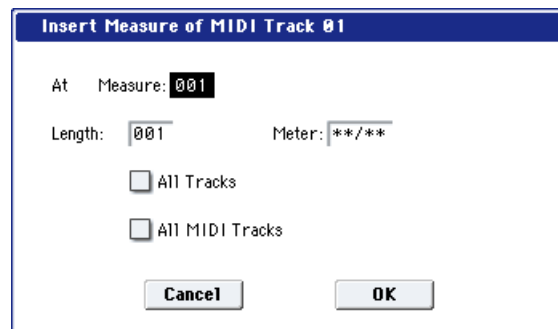 Insert Measure of MIDI Track 01
At Measure: 001
Length: 001 Meter: **/**
All Tracks
All MIDI Tracks
Cancel OK